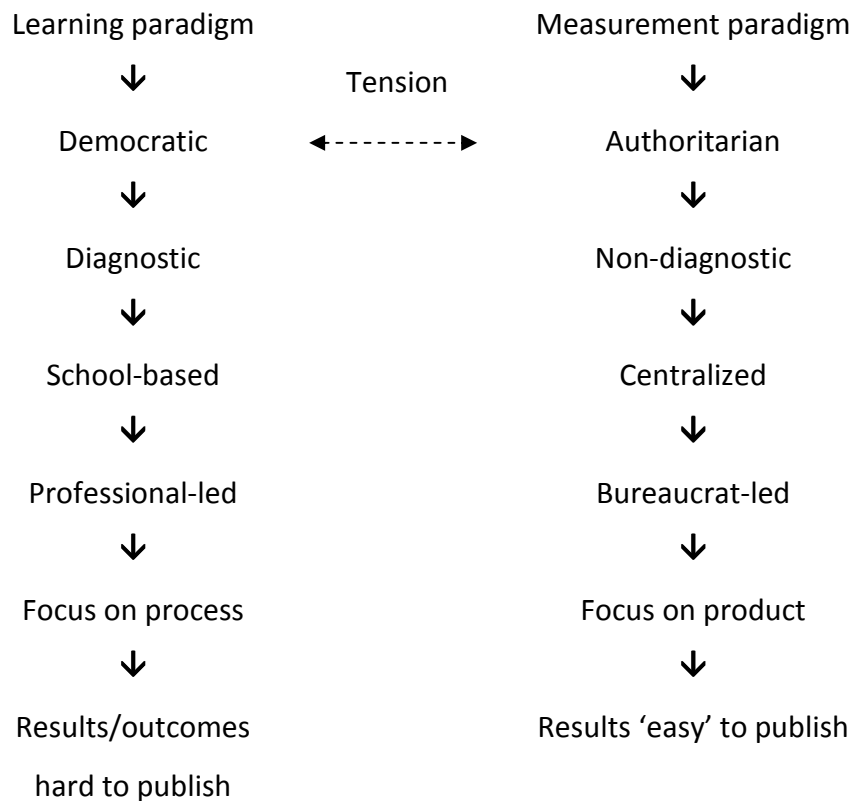 Learning paradigm
Measurement paradigm
Tension
Democratic
Authoritarian
Diagnostic
Non-diagnostic
School-based
Centralized
Professional-led
Bureaucrat-led
Focus on process
Focus on product
Results/outcomes
hard to publish
Results ‘easy’ to publish